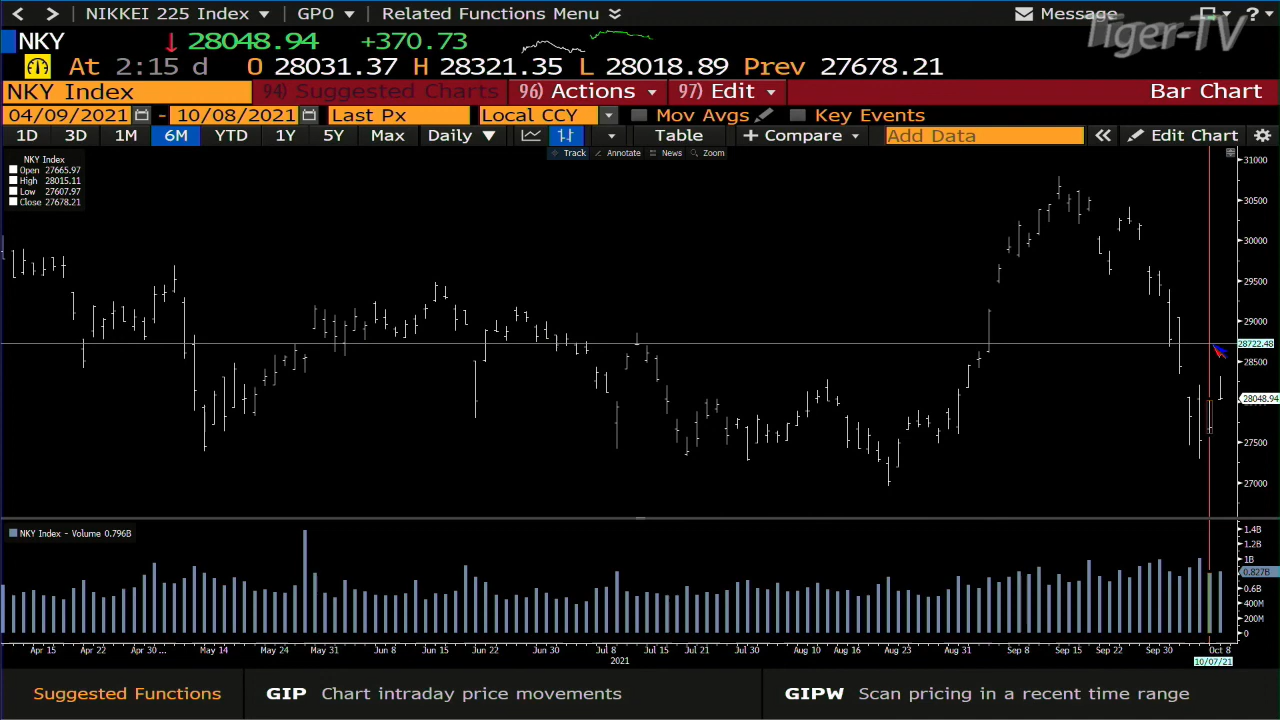 NIKKEI 225 Index GPO Related Functions Menu Message ?
Tiger-TV
NKY 28048.94 +370.73
At 2:15 d O 28031.37 H 28321.35 L 28018.89 Prev 27678.21
NKY Index 94) Suggested Charts 96) Actions 97) Edit Bar Chart
04/09/2021 - 10/08/2021 Last Px Local CCY Mov Avgs Key Events
1D 3D 1M 6M YTD 1Y 5Y Max Daily Table + Compare Add Data Edit Chart
Track Annotate News Zoom
NKY Index
Open 27665.97
High 28015.11
Low 27607.97
Close 27678.21
31000
30500
30000
29500
29000
28722.48
28500
28048.94
27500
27000
NKY Index - Volume 0.796B
1.4B
1.2B
1B
0.827B
0.6B
400M
200M
0
Apr 15 Apr 22 Apr 30 ... May 14 May 24 May 31 Jun 8 Jun 15 Jun 22 Jun 30 Jul 8 Jul 15 Jul 21 Jul 30 Aug 10 Aug 16 Aug 23 Aug 31 Sep 8 Sep 15 Sep 22 Sep 30 Oct 8
2021 10/07/21
Suggested Functions GIP Chart intraday price movements GIPW Scan pricing in a recent time range